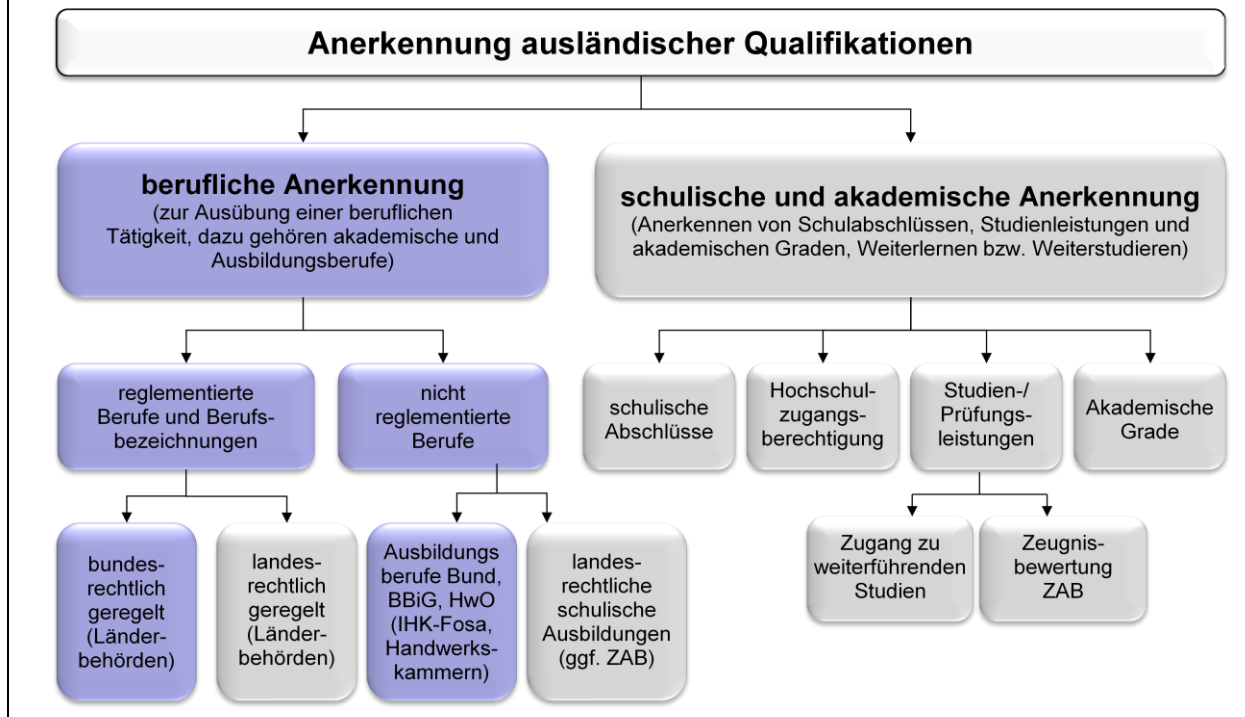 Anerkennung ausländischer Qualifikationen
berufliche Anerkennung
(zur Ausübung einer beruflichen
Tätigkeit, dazu gehören akademische und
Ausbildungsberufe)
schulische und akademische Anerkennung
(Anerkennen von Schulabschlüssen, Studienleistungen und
akademischen Graden, Weiterlernen bzw. Weiterstudieren)
reglementierte
Berufe und Berufs-
bezeichnungen
nicht
reglementierte
Berufe
schulische
Abschlüsse
Hochschul-
zugangs-
berechtigung
Studien-/
Prüfungs-
leistungen
Akademische
Grade
bundes-
rechtlich
geregelt
(Länder-
behörden)
landes-
rechtlich
geregelt
(Länder-
behörden)
Ausbildungs
berufe Bund,
BBiG, HwO
(IHK-Fosa,
Handwerks-
kammern)
landes-
rechtliche
schulische
Ausbildungen
(ggf. ZAB)
Zugang zu
weiterführenden
Studien
Zeugnis-
bewertung
ZAB